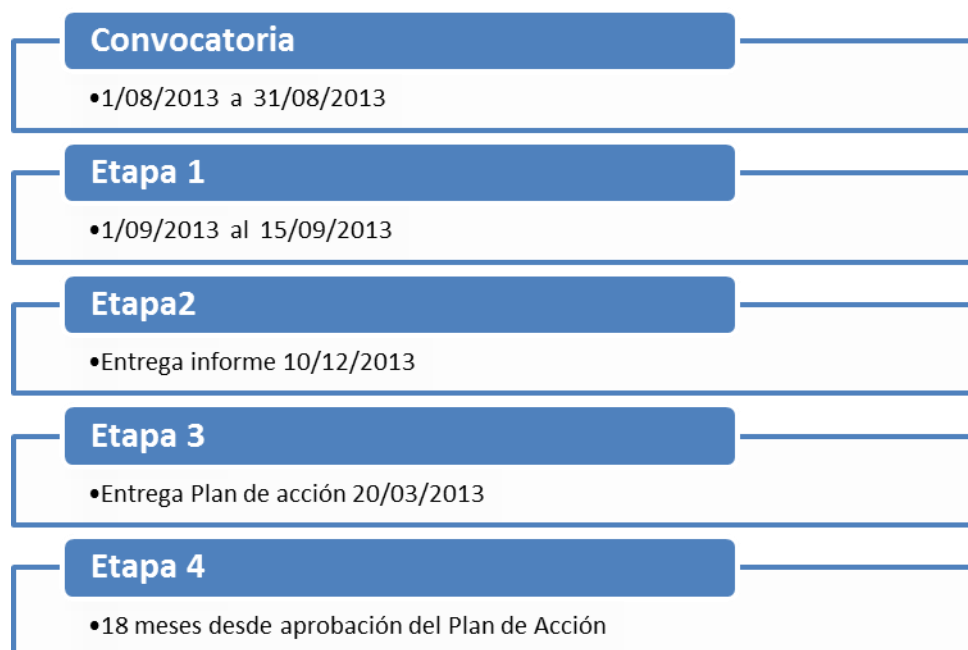 Convocatoria
•1/08/2013 a 31/08/2013
Etapa 1
•1/09/2013 al 15/09/2013
Etapa2
•Entrega informe 10/12/2013
Etapa 3
•Entrega Plan de acción 20/03/2013
Etapa 4
•18 meses desde aprobación del Plan de Acción